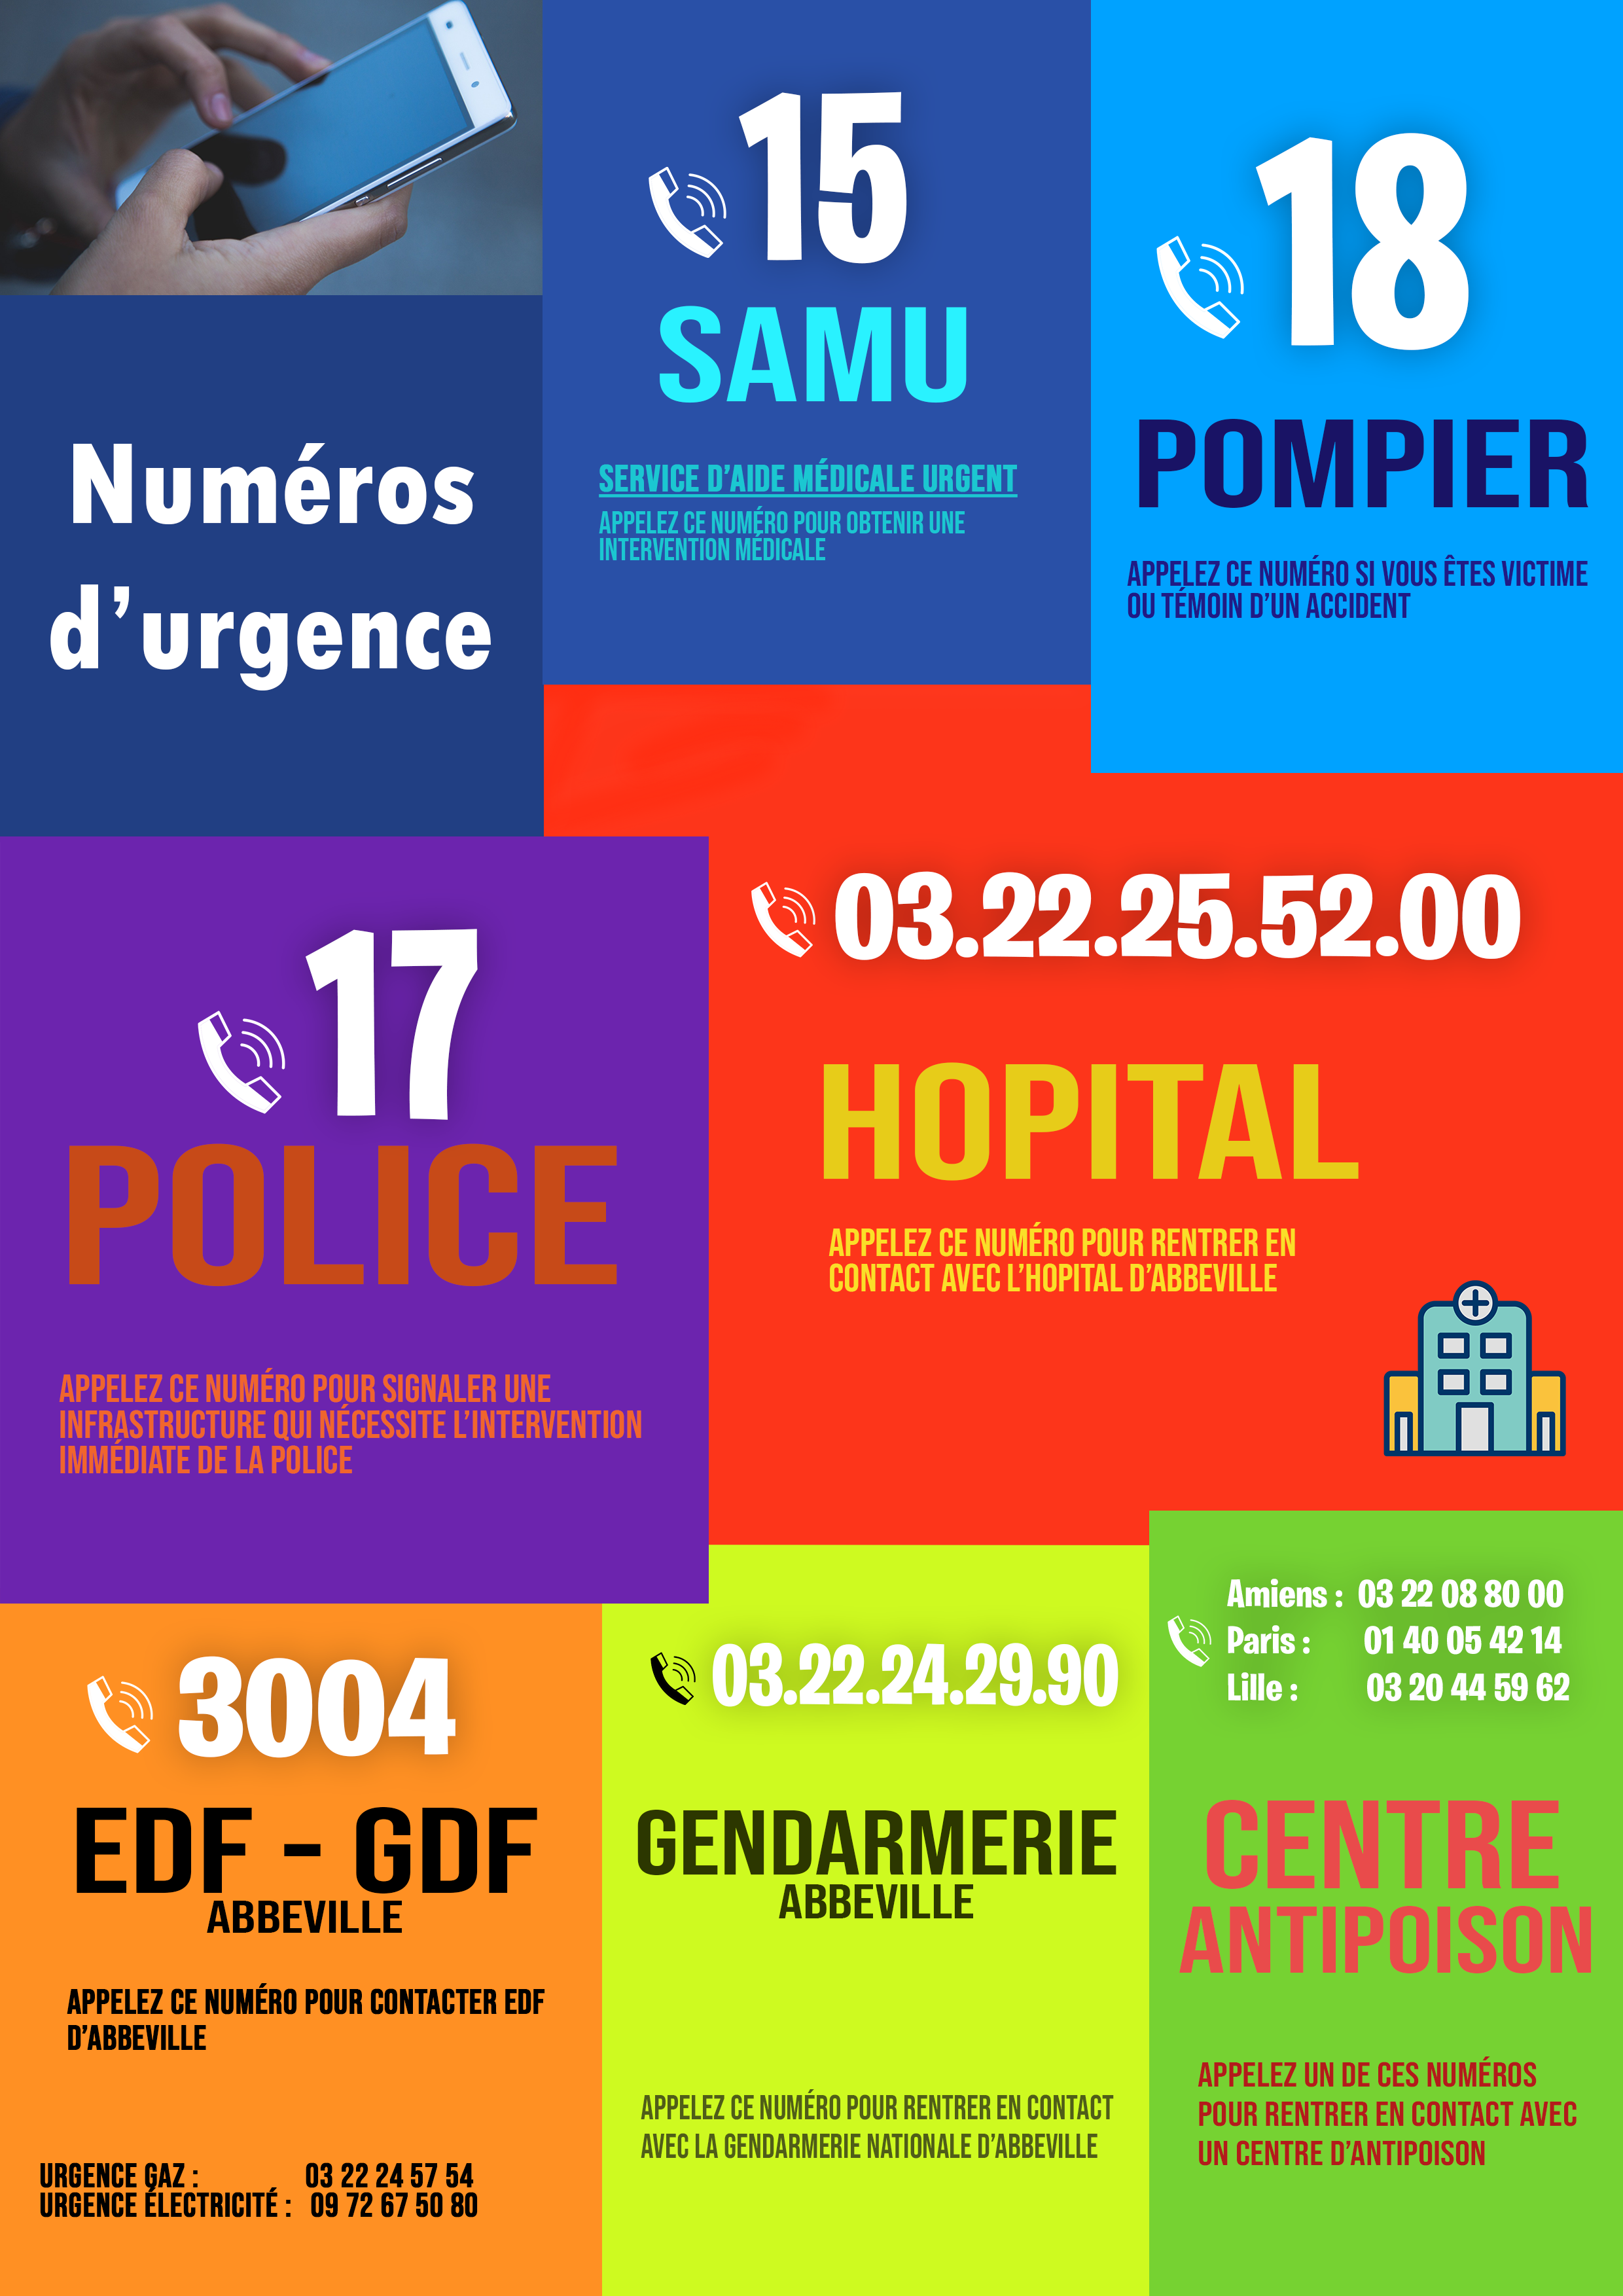 Numéros
d'urgence
15
SAMU
SERVICE D'AIDE MÉDICALE URGENT
APPELEZ CE NUMÉRO POUR OBTENIR UNE
INTERVENTION MÉDICALE
18
POMPIER
APPELEZ CE NUMÉRO SI VOUS ÊTES VICTIME
OU TÉMOIN D'UN ACCIDENT
17
POLICE
APPELEZ CE NUMÉRO POUR SIGNALER UNE
INFRASTRUCTURE QUI NÉCESSITE L'INTERVENTION
IMMÉDIATE DE LA POLICE
03.22.25.52.00
HOPITAL
APPELEZ CE NUMÉRO POUR RENTRER EN
CONTACT AVEC L'HOPITAL D'ABBEVILLE
3004
EDF - GDF
ABBEVILLE
APPELEZ CE NUMÉRO POUR CONTACTER EDF
D'ABBEVILLE
URGENCE GAZ : 03 22 24 57 54
URGENCE ÉLECTRICITÉ : 09 72 67 50 80
03.22.24.29.90
GENDARMERIE
ABBEVILLE
APPELEZ CE NUMÉRO POUR RENTRER EN CONTACT
AVEC LA GENDARMERIE NATIONALE D'ABBEVILLE
Amiens : 03 22 08 80 00
Paris : 01 40 05 42 14
Lille : 03 20 44 59 62
CENTRE
ANTIPOISON
APPELEZ UN DE CES NUMÉROS
POUR RENTRER EN CONTACT AVEC
UN CENTRE D'ANTIPOISON